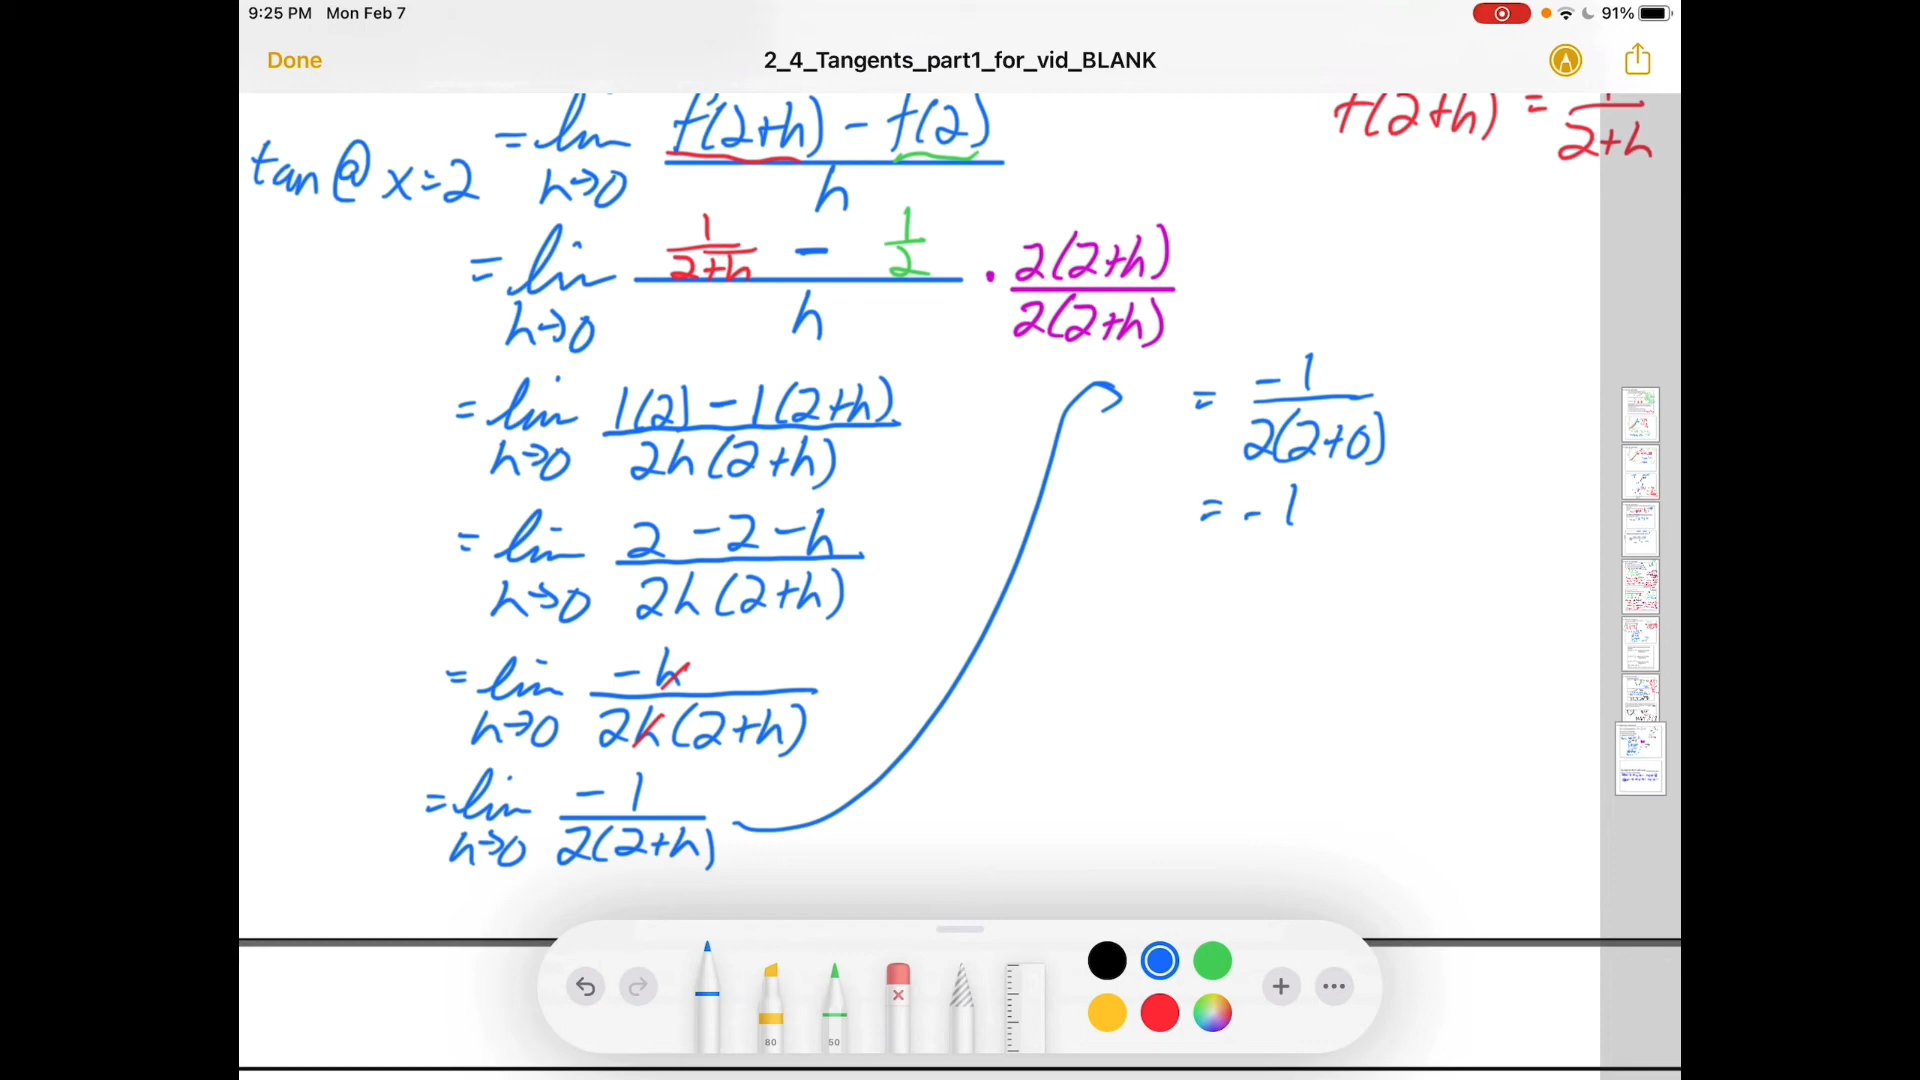 9:25 PM Mon Feb 7 91%
Done 2_4_Tangents_part1_for_vid_BLANK
f(2+h) = 1/(2+h)
tan @ x=2 = lim h→0 (f(2+h) - f(2))/h
= lim h→0 (1/(2+h) - 1/2)/h · 2(2+h)/2(2+h)
= lim h→0 (1(2) - 1(2+h))/(2h(2+h))
= lim h→0 (2 - 2 - h)/(2h(2+h))
= lim h→0 -h/(2h(2+h))
= lim h→0 -1/(2(2+h))
= -1/(2(2+0))
= -1
80 50